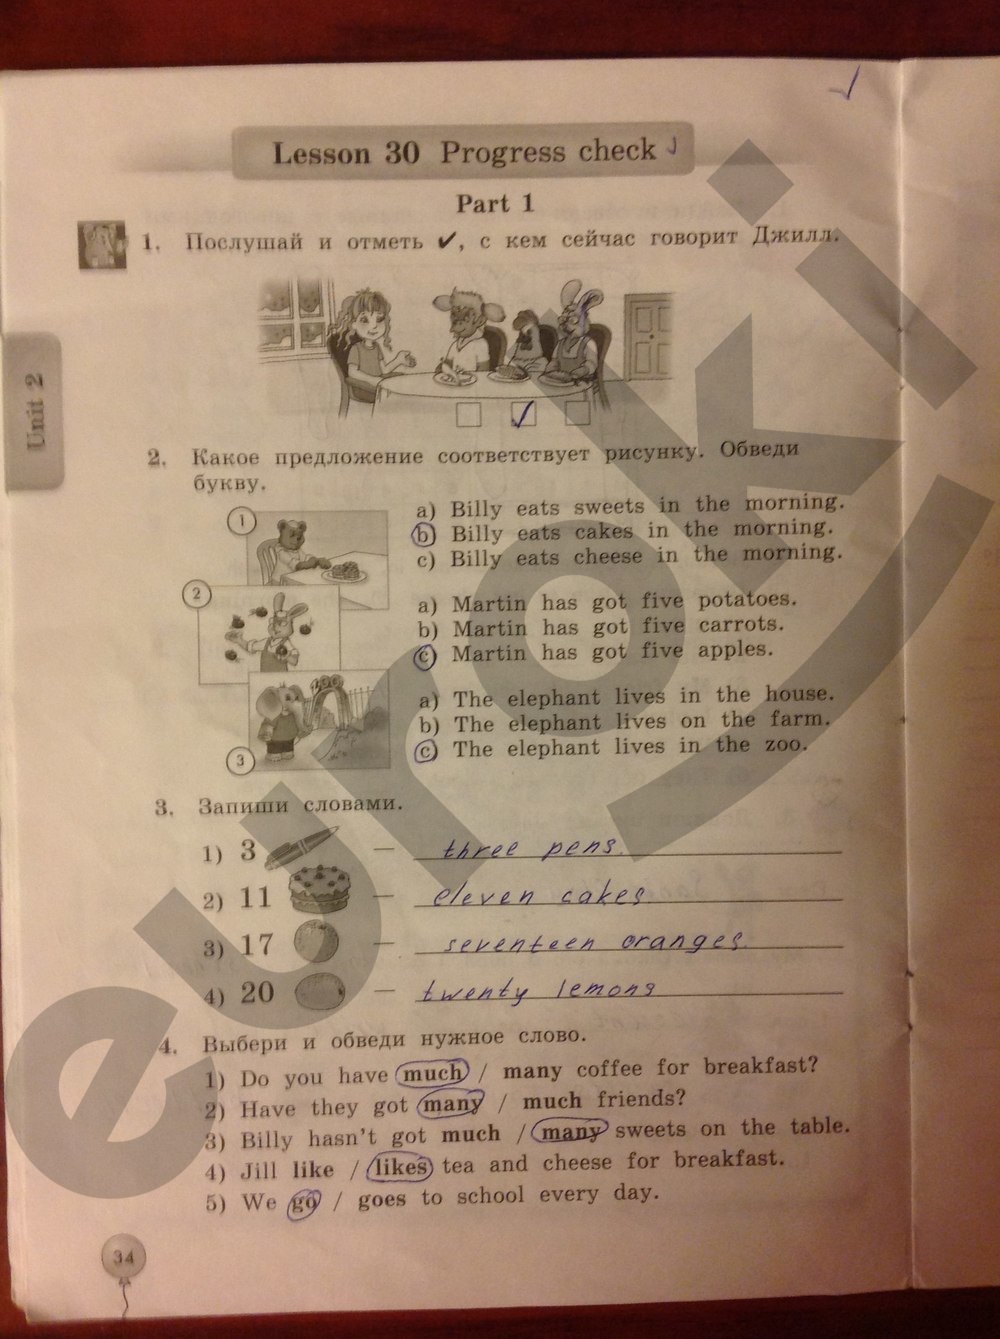 Lesson 30 Progress check
Part 1
1. Послушай и отметь ✔, с кем сейчас говорит Джилл.
Unit 2
2. Какое предложение соответствует рисунку. Обведи
букву.
1
a) Billy eats sweets in the morning.
b) Billy eats cakes in the morning.
c) Billy eats cheese in the morning.
2
a) Martin has got five potatoes.
b) Martin has got five carrots.
c) Martin has got five apples.
ZOO
3
a) The elephant lives in the house.
b) The elephant lives on the farm.
c) The elephant lives in the zoo.
3. Запиши словами.
1) 3 — three pens.
2) 11 — eleven cakes.
3) 17 — seventeen oranges.
4) 20 — twenty lemons
4. Выбери и обведи нужное слово.
1) Do you have much / many coffee for breakfast?
2) Have they got many / much friends?
3) Billy hasn't got much / many sweets on the table.
4) Jill like / likes tea and cheese for breakfast.
5) We go / goes to school every day.
34
euroki